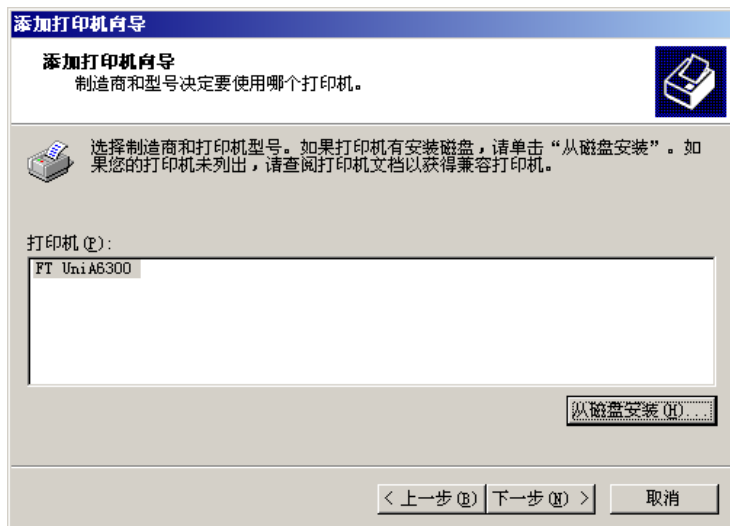 添加打印机向导
添加打印机向导
制造商和型号决定要使用哪个打印机。
选择制造商和打印机型号。如果打印机有安装磁盘，请单击“从磁盘安装”。如
果您的打印机未列出，请查阅打印机文档以获得兼容打印机。
打印机(P):
FT UniA6300
从磁盘安装(H)...
< 上一步(B) 下一步(N) > 取消